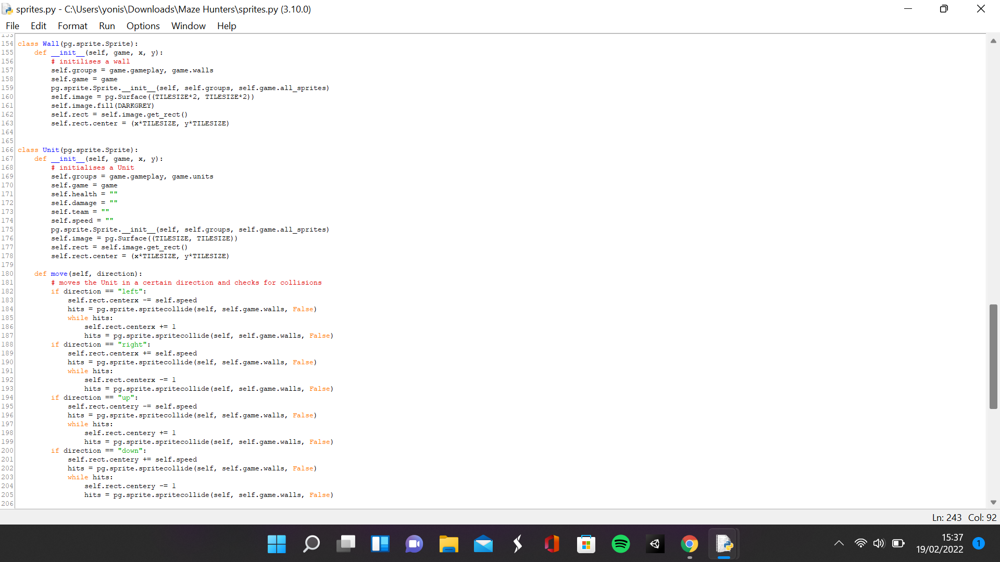 sprites.py - C:\Users\yonis\Downloads\Maze Hunters\sprites.py (3.10.0)
File Edit Format Run Options Window Help
153
154 class Wall(pg.sprite.Sprite):
155     def __init__(self, game, x, y):
156         # initilises a wall
157         self.groups = game.gameplay, game.walls
158         self.game = game
159         pg.sprite.Sprite.__init__(self, self.groups, self.game.all_sprites)
160         self.image = pg.Surface((TILESIZE*2, TILESIZE*2))
161         self.image.fill(DARKGREY)
162         self.rect = self.image.get_rect()
163         self.rect.center = (x*TILESIZE, y*TILESIZE)
164
165
166 class Unit(pg.sprite.Sprite):
167     def __init__(self, game, x, y):
168         # initialises a Unit
169         self.groups = game.gameplay, game.units
170         self.game = game
171         self.health = ""
172         self.damage = ""
173         self.team = ""
174         self.speed = ""
175         pg.sprite.Sprite.__init__(self, self.groups, self.game.all_sprites)
176         self.image = pg.Surface((TILESIZE, TILESIZE))
177         self.rect = self.image.get_rect()
178         self.rect.center = (x*TILESIZE, y*TILESIZE)
179
180     def move(self, direction):
181         # moves the Unit in a certain direction and checks for collisions
182         if direction == "left":
183             self.rect.centerx -= self.speed
184             hits = pg.sprite.spritecollide(self, self.game.walls, False)
185             while hits:
186                 self.rect.centerx += 1
187                 hits = pg.sprite.spritecollide(self, self.game.walls, False)
188         if direction == "right":
189             self.rect.centerx += self.speed
190             hits = pg.sprite.spritecollide(self, self.game.walls, False)
191             while hits:
192                 self.rect.centerx -= 1
193                 hits = pg.sprite.spritecollide(self, self.game.walls, False)
194         if direction == "up":
195             self.rect.centery -= self.speed
196             hits = pg.sprite.spritecollide(self, self.game.walls, False)
197             while hits:
198                 self.rect.centery += 1
199                 hits = pg.sprite.spritecollide(self, self.game.walls, False)
200         if direction == "down":
201             self.rect.centery += self.speed
202             hits = pg.sprite.spritecollide(self, self.game.walls, False)
203             while hits:
204                 self.rect.centery -= 1
205                 hits = pg.sprite.spritecollide(self, self.game.walls, False)
206
Ln: 243 Col: 92
15:37
19/02/2022
1